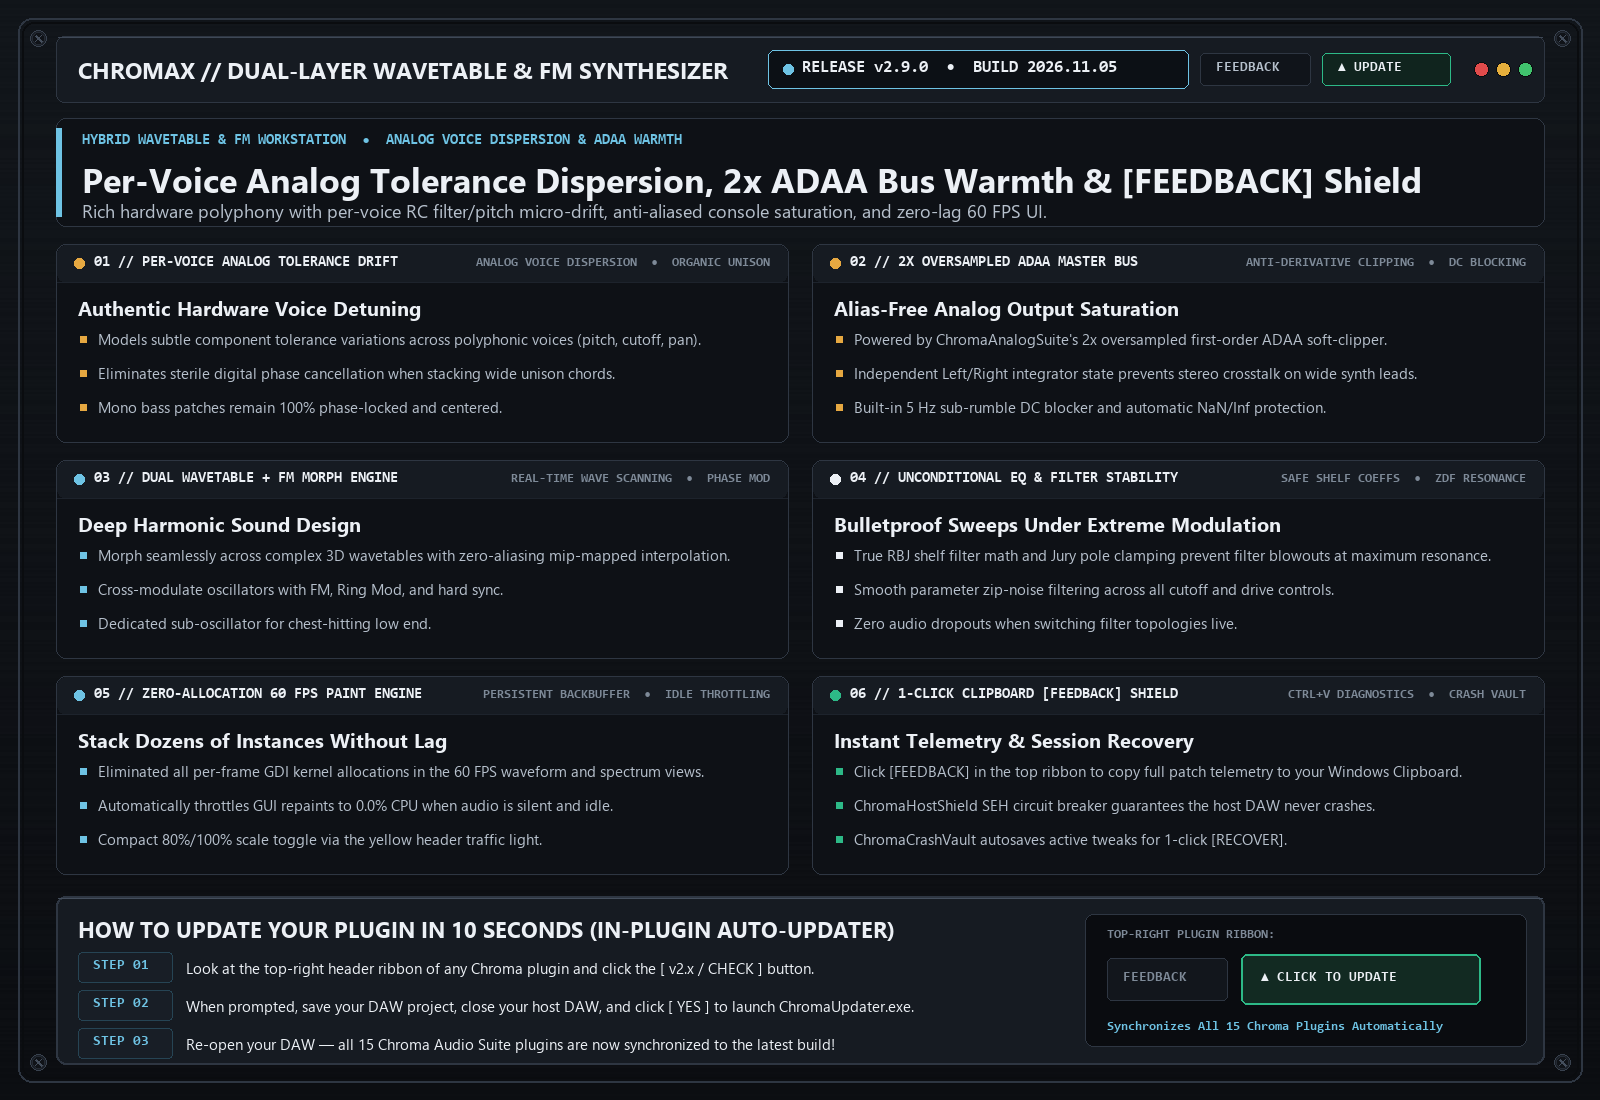 CHROMAX // DUAL-LAYER WAVETABLE & FM SYNTHESIZER
RELEASE v2.9.0 • BUILD 2026.11.05
FEEDBACK
▲ UPDATE
HYBRID WAVETABLE & FM WORKSTATION • ANALOG VOICE DISPERSION & ADAA WARMTH
Per-Voice Analog Tolerance Dispersion, 2x ADAA Bus Warmth & [FEEDBACK] Shield
Rich hardware polyphony with per-voice RC filter/pitch micro-drift, anti-aliased console saturation, and zero-lag 60 FPS UI.
01 // PER-VOICE ANALOG TOLERANCE DRIFT
ANALOG VOICE DISPERSION • ORGANIC UNISON
Authentic Hardware Voice Detuning
Models subtle component tolerance variations across polyphonic voices (pitch, cutoff, pan).
Eliminates sterile digital phase cancellation when stacking wide unison chords.
Mono bass patches remain 100% phase-locked and centered.
02 // 2X OVERSAMPLED ADAA MASTER BUS
ANTI-DERIVATIVE CLIPPING • DC BLOCKING
Alias-Free Analog Output Saturation
Powered by ChromaAnalogSuite's 2x oversampled first-order ADAA soft-clipper.
Independent Left/Right integrator state prevents stereo crosstalk on wide synth leads.
Built-in 5 Hz sub-rumble DC blocker and automatic NaN/Inf protection.
03 // DUAL WAVETABLE + FM MORPH ENGINE
REAL-TIME WAVE SCANNING • PHASE MOD
Deep Harmonic Sound Design
Morph seamlessly across complex 3D wavetables with zero-aliasing mip-mapped interpolation.
Cross-modulate oscillators with FM, Ring Mod, and hard sync.
Dedicated sub-oscillator for chest-hitting low end.
04 // UNCONDITIONAL EQ & FILTER STABILITY
SAFE SHELF COEFFS • ZDF RESONANCE
Bulletproof Sweeps Under Extreme Modulation
True RBJ shelf filter math and Jury pole clamping prevent filter blowouts at maximum resonance.
Smooth parameter zip-noise filtering across all cutoff and drive controls.
Zero audio dropouts when switching filter topologies live.
05 // ZERO-ALLOCATION 60 FPS PAINT ENGINE
PERSISTENT BACKBUFFER • IDLE THROTTLING
Stack Dozens of Instances Without Lag
Eliminated all per-frame GDI kernel allocations in the 60 FPS waveform and spectrum views.
Automatically throttles GUI repaints to 0.0% CPU when audio is silent and idle.
Compact 80%/100% scale toggle via the yellow header traffic light.
06 // 1-CLICK CLIPBOARD [FEEDBACK] SHIELD
CTRL+V DIAGNOSTICS • CRASH VAULT
Instant Telemetry & Session Recovery
Click [FEEDBACK] in the top ribbon to copy full patch telemetry to your Windows Clipboard.
ChromaHostShield SEH circuit breaker guarantees the host DAW never crashes.
ChromaCrashVault autosaves active tweaks for 1-click [RECOVER].
HOW TO UPDATE YOUR PLUGIN IN 10 SECONDS (IN-PLUGIN AUTO-UPDATER)
STEP 01
Look at the top-right header ribbon of any Chroma plugin and click the [ v2.x / CHECK ] button.
STEP 02
When prompted, save your DAW project, close your host DAW, and click [ YES ] to launch ChromaUpdater.exe.
STEP 03
Re-open your DAW — all 15 Chroma Audio Suite plugins are now synchronized to the latest build!
TOP-RIGHT PLUGIN RIBBON:
FEEDBACK
▲ CLICK TO UPDATE
Synchronizes All 15 Chroma Plugins Automatically